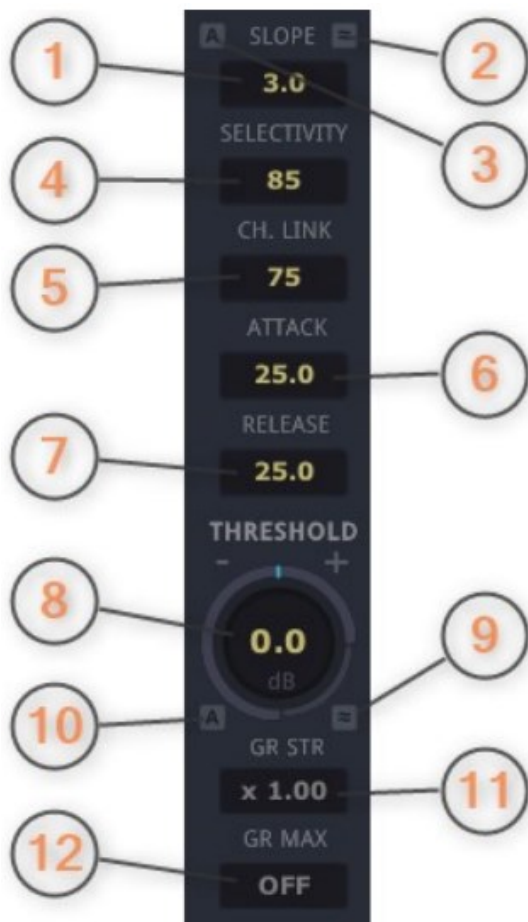 A SLOPE =
1
2
3.0
SELECTIVITY
3
4
85
CH. LINK
5
75
ATTACK
25.0
6
RELEASE
7
25.0
THRESHOLD
- +
8
0.0
9
dB
10
A ≈
GR STR
x 1.00
11
GR MAX
12
OFF